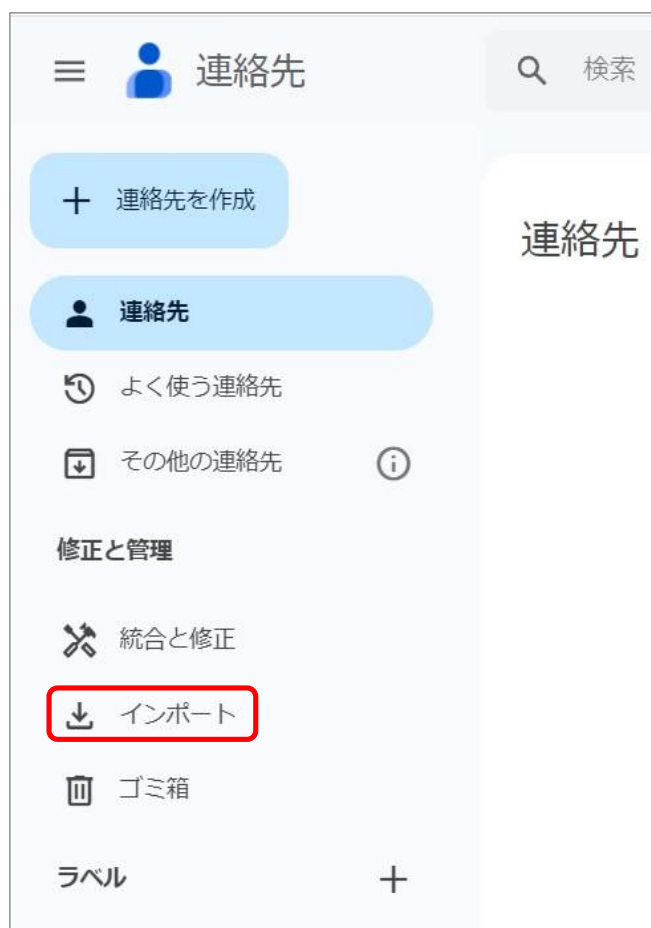 連絡先
検索
連絡先を作成
連絡先
連絡先
よく使う連絡先
その他の連絡先
修正と管理
統合と修正
インポート
ゴミ箱
ラベル